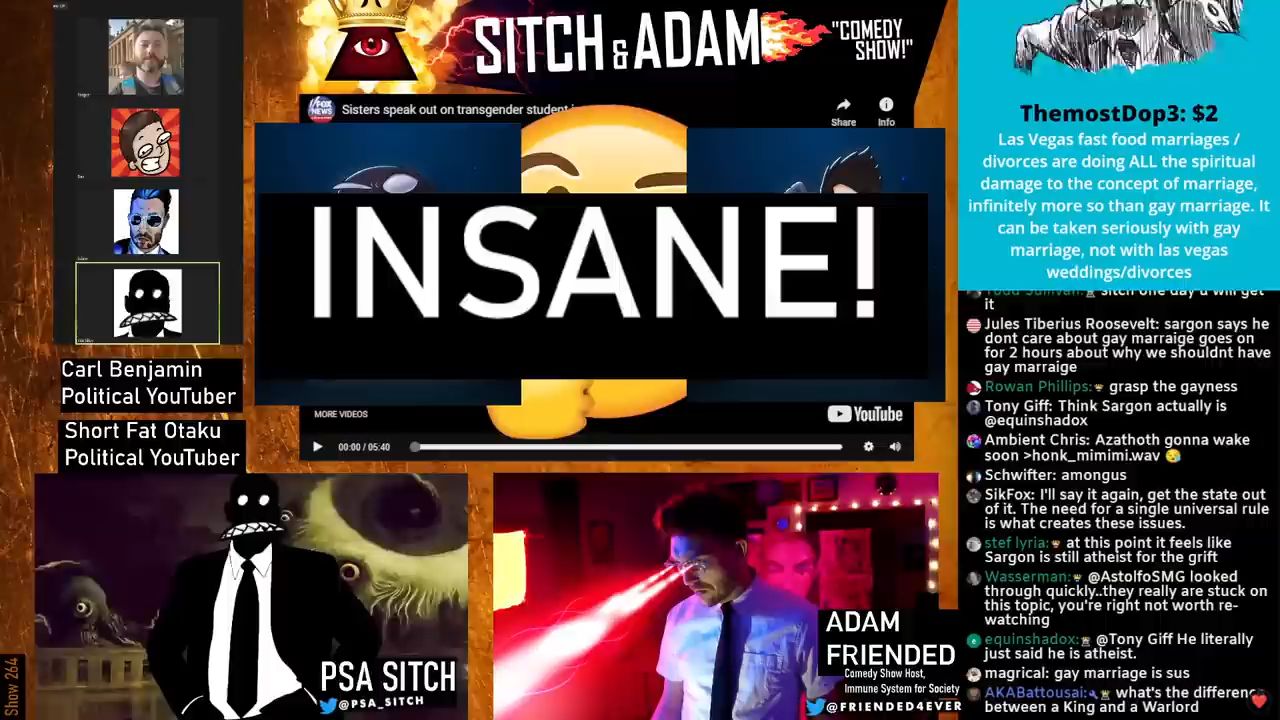 SITCH & ADAM
"COMEDY
SHOW!"
FOX
NEWS
Sisters speak out on transgender student
Share
Info
INSANE!
MORE VIDEOS
YouTube
00:00 / 05:40
Carl Benjamin
Political YouTuber
Short Fat Otaku
Political YouTuber
PSA SITCH
@PSA_SITCH
ADAM
FRIENDED
Comedy Show Host,
Immune System for Society
@FRIENDED4EVER
Show 264
ThemostDop3: $2
Las Vegas fast food marriages /
divorces are doing ALL the spiritual
damage to the concept of marriage,
infinitely more so than gay marriage. It
can be taken seriously with gay
marriage, not with las vegas
weddings/divorces
sitch one day u will get
it
Jules Tiberius Roosevelt: sargon says he
dont care about gay marraige goes on
for 2 hours about why we shouldnt have
gay marraige
Rowan Phillips: grasp the gayness
Tony Giff: Think Sargon actually is
@equinshadox
Ambient Chris: Azathoth gonna wake
soon >honk_mimimi.wav 😪
Schwifter: amongus
SikFox: I'll say it again, get the state out
of it. The need for a single universal rule
is what creates these issues.
stef lyria: at this point it feels like
Sargon is still atheist for the grift
Wasserman: @AstolfoSMG looked
through quickly..they really are stuck on
this topic, you're right not worth re-
watching
equinshadox: @Tony Giff He literally
just said he is atheist.
magrical: gay marriage is sus
AKABattousai: what's the difference
between a King and a Warlord